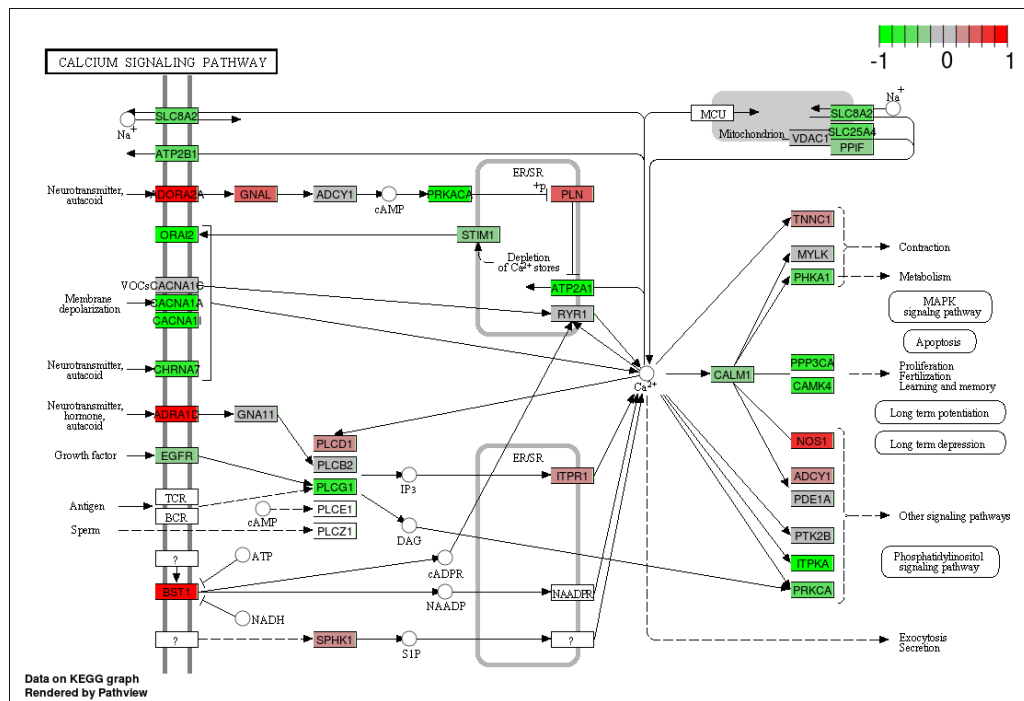 CALCIUM SIGNALING PATHWAY
-1 0 1
Na+
SLC8A2
MCU
Mitochondrion
VDAC1
SLC8A2
SLC25A4
PPIF
Na+
ATP2B1
Neurotransmitter,
autacoid
ADORA2A
GNAL
ADCY1
cAMP
PRKACA
ER/SR
+p
PLN
ORAI2
STIM1
Depletion
of Ca2+ stores
ATP2A1
RYR1
VOCs
CACNA1G
Membrane
depolarization
CACNA1A
CACNA1I
Neurotransmitter,
autacoid
CHRNA7
Neurotransmitter,
hormone,
autacoid
ADRA1D
GNA11
PLCD1
PLCB2
Growth factor
EGFR
PLCG1
IP3
ER/SR
ITPR1
Antigen
TCR
BCR
Sperm
cAMP
PLCE1
PLCZ1
DAG
?
ATP
cADPR
BST1
NAADP
NAADPR
NADH
?
SPHK1
S1P
?
Ca2+
CALM1
TNNC1
MYLK
PHKA1
Contraction
Metabolism
MAPK
signaling pathway
Apoptosis
PPP3CA
CAMK4
Proliferation
Fertilization
Learning and memory
Long term potentiation
Long term depression
NOS1
ADCY1
PDE1A
PTK2B
ITPKA
PRKCA
Other signaling pathways
Phosphatidylinositol
signaling pathway
Exocytosis
Secretion
Data on KEGG graph
Rendered by Pathview